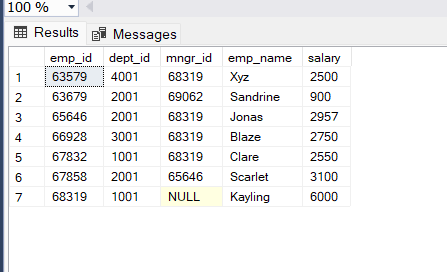 100 %
Results Messages
emp_id dept_id mngr_id emp_name salary
1 63579 4001 68319 Xyz 2500
2 63679 2001 69062 Sandrine 900
3 65646 2001 68319 Jonas 2957
4 66928 3001 68319 Blaze 2750
5 67832 1001 68319 Clare 2550
6 67858 2001 65646 Scarlet 3100
7 68319 1001 NULL Kayling 6000